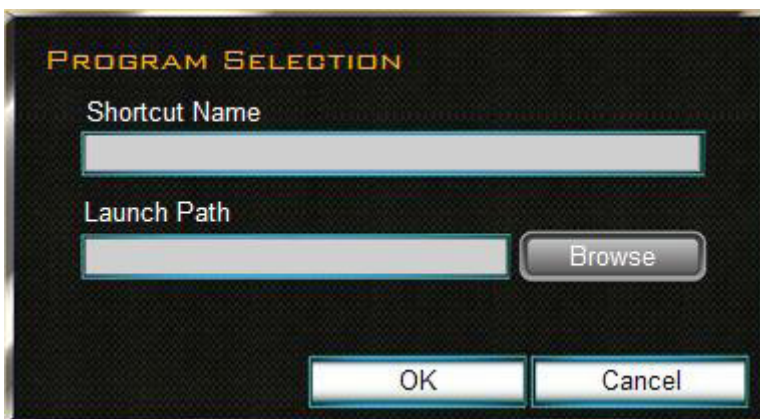 PROGRAM SELECTION
Shortcut Name
Launch Path
Browse
OK
Cancel